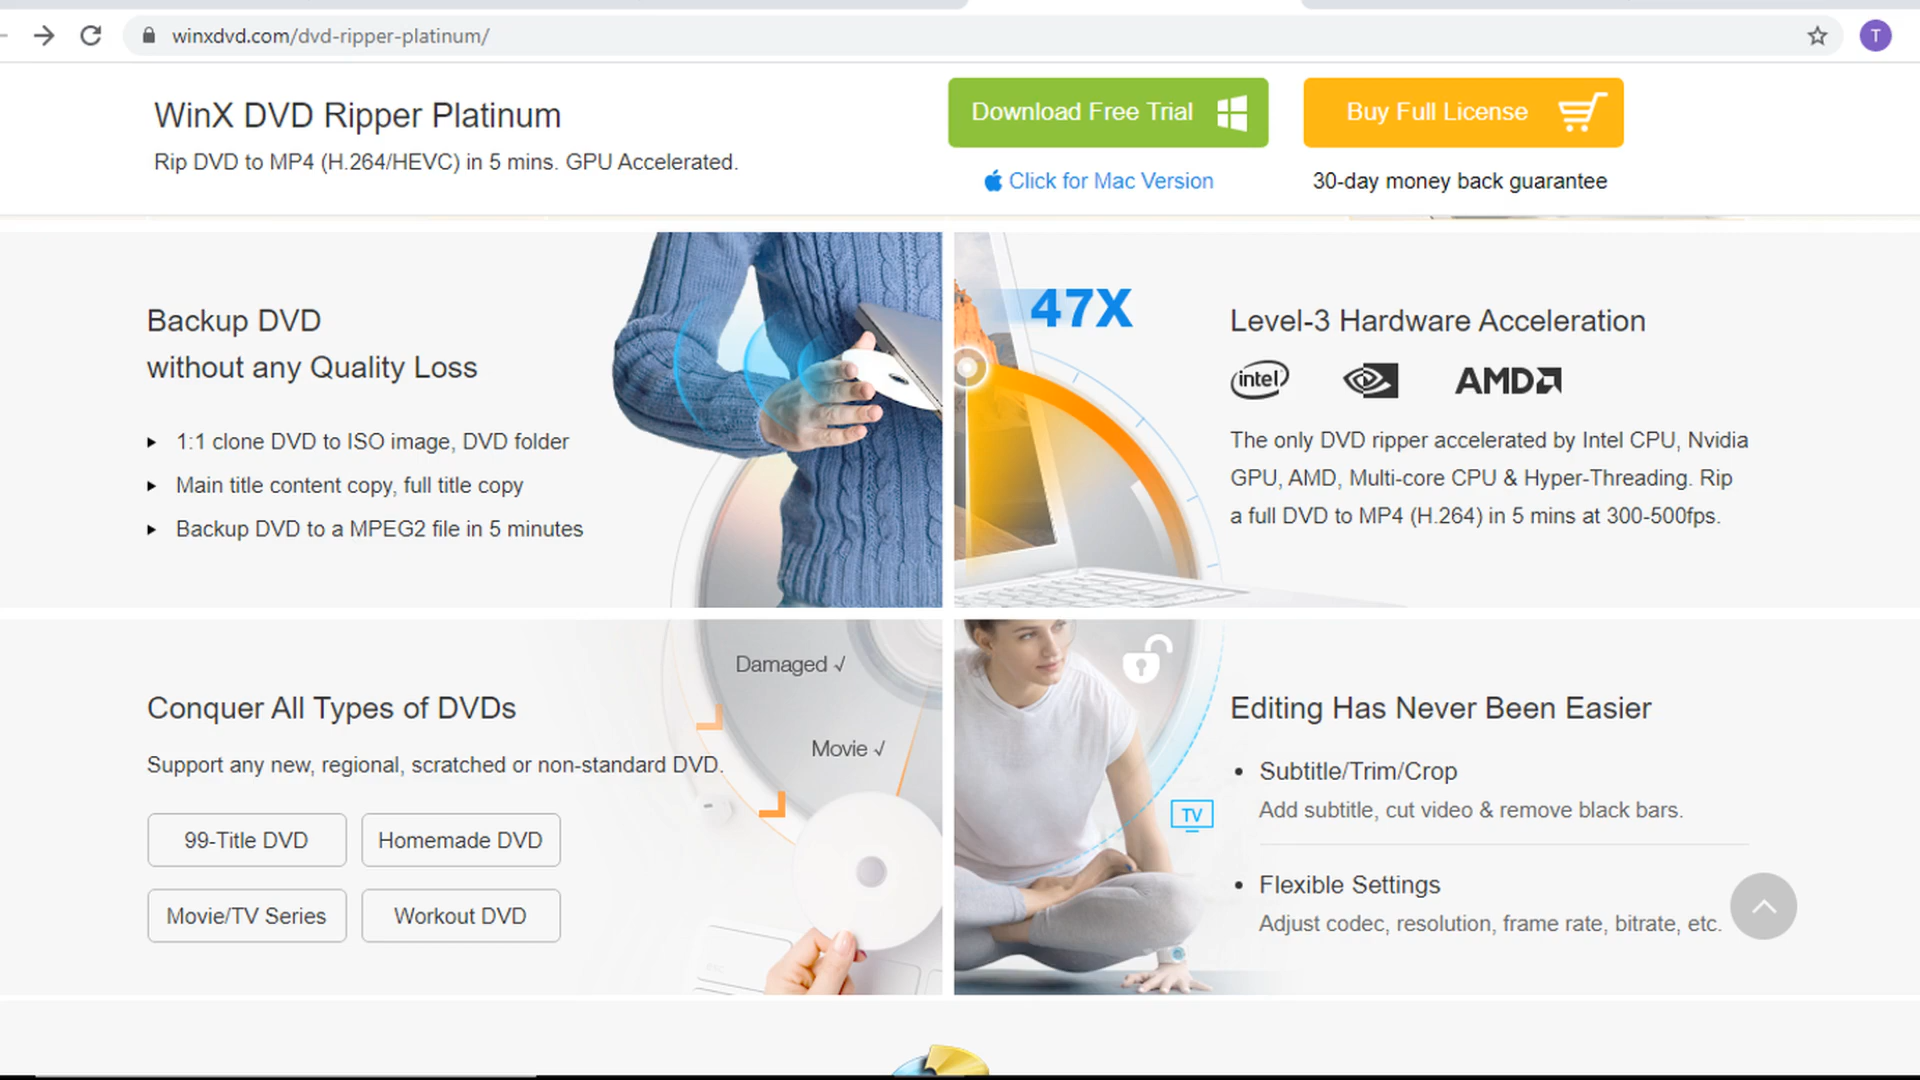 winxdvd.com/dvd-ripper-platinum/
T
WinX DVD Ripper Platinum
Rip DVD to MP4 (H.264/HEVC) in 5 mins. GPU Accelerated.
Download Free Trial
Click for Mac Version
Buy Full License
30-day money back guarantee
Backup DVD
without any Quality Loss
1:1 clone DVD to ISO image, DVD folder
Main title content copy, full title copy
Backup DVD to a MPEG2 file in 5 minutes
47X
Level-3 Hardware Acceleration
intel
AMD
The only DVD ripper accelerated by Intel CPU, Nvidia
GPU, AMD, Multi-core CPU & Hyper-Threading. Rip
a full DVD to MP4 (H.264) in 5 mins at 300-500fps.
Conquer All Types of DVDs
Support any new, regional, scratched or non-standard DVD.
99-Title DVD
Homemade DVD
Movie/TV Series
Workout DVD
Damaged √
Movie √
Editing Has Never Been Easier
Subtitle/Trim/Crop
Add subtitle, cut video & remove black bars.
TV
Flexible Settings
Adjust codec, resolution, frame rate, bitrate, etc.